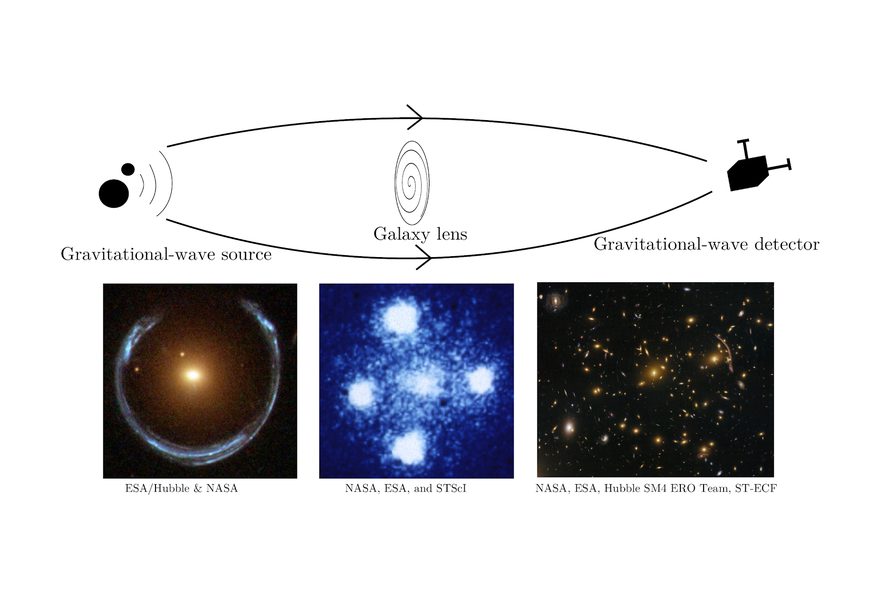 Galaxy lens
Gravitational-wave source
Gravitational-wave detector
ESA/Hubble & NASA
NASA, ESA, and STScI
NASA, ESA, Hubble SM4 ERO Team, ST-ECF